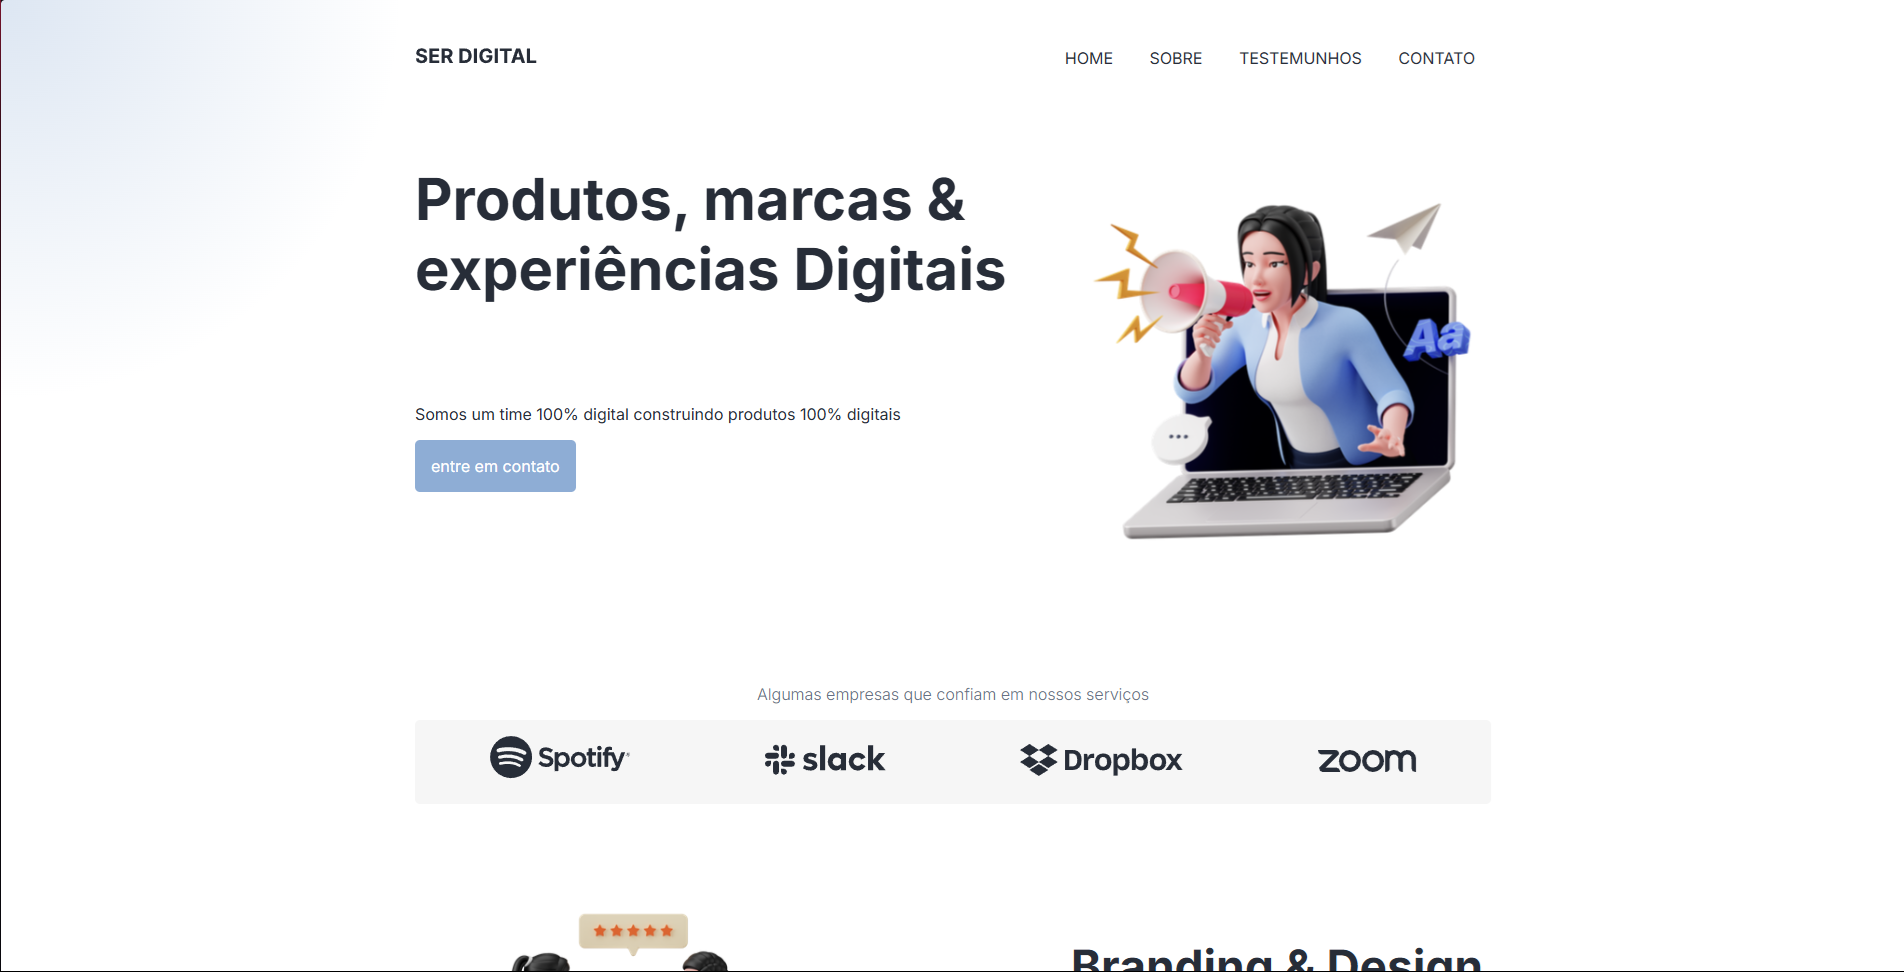 SER DIGITAL
HOME SOBRE TESTEMUNHOS CONTATO
Produtos, marcas &
experiências Digitais
Aa
Somos um time 100% digital construindo produtos 100% digitais
entre em contato
Algumas empresas que confiam em nossos serviços
Spotify slack Dropbox zoom
Branding & Design